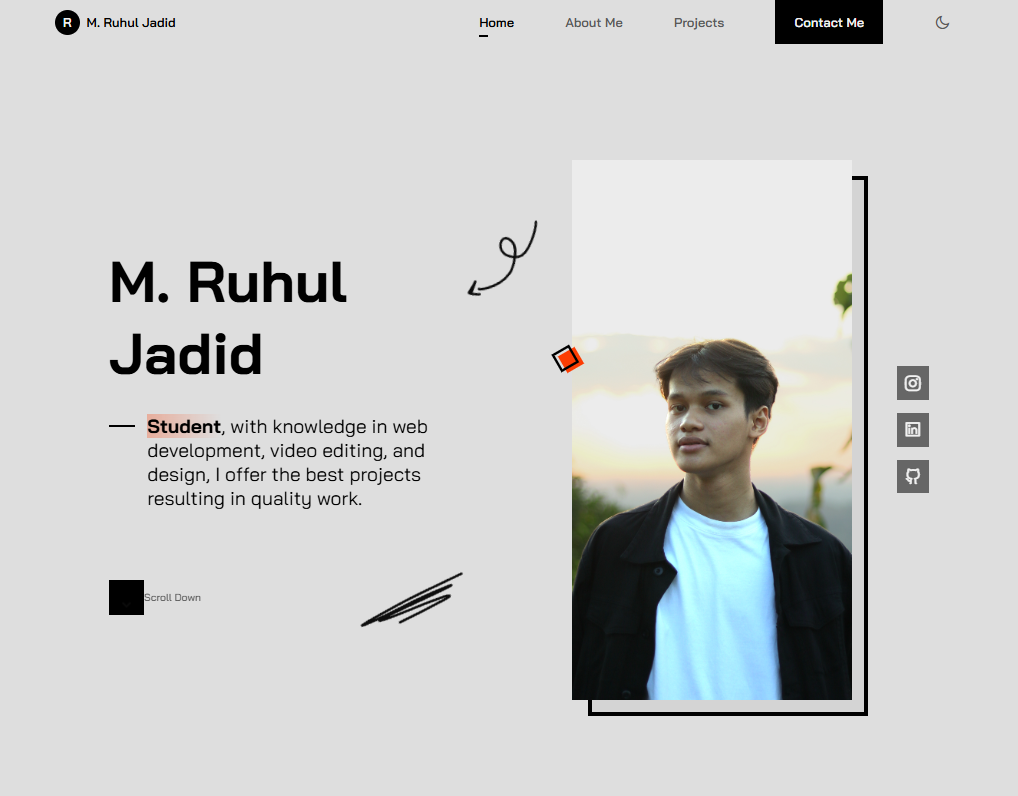 R M. Ruhul Jadid Home About Me Projects Contact Me
M. Ruhul
Jadid
Student, with knowledge in web
development, video editing, and
design, I offer the best projects
resulting in quality work.
Scroll Down